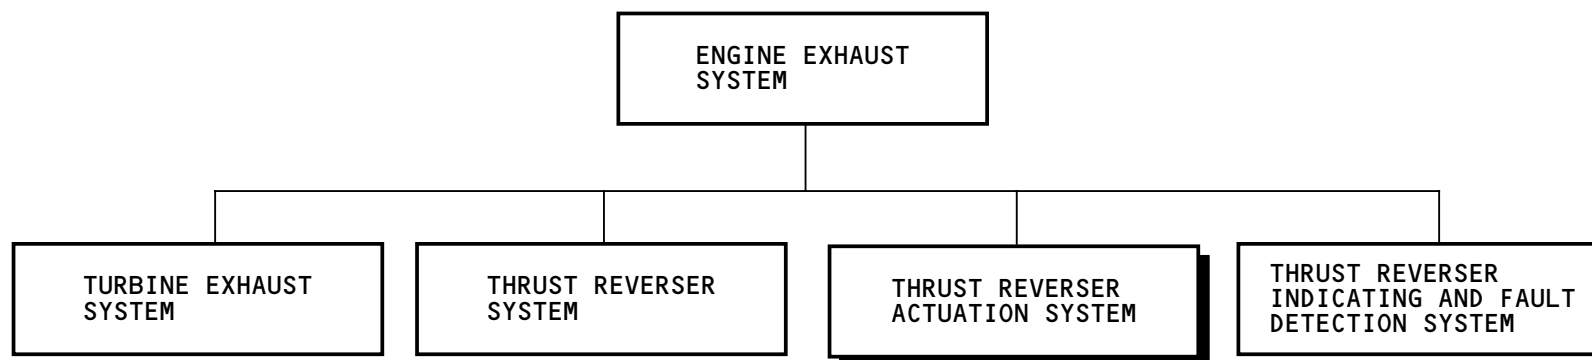 ENGINE EXHAUST
SYSTEM
TURBINE EXHAUST
SYSTEM
THRUST REVERSER
SYSTEM
THRUST REVERSER
ACTUATION SYSTEM
THRUST REVERSER
INDICATING AND FAULT
DETECTION SYSTEM